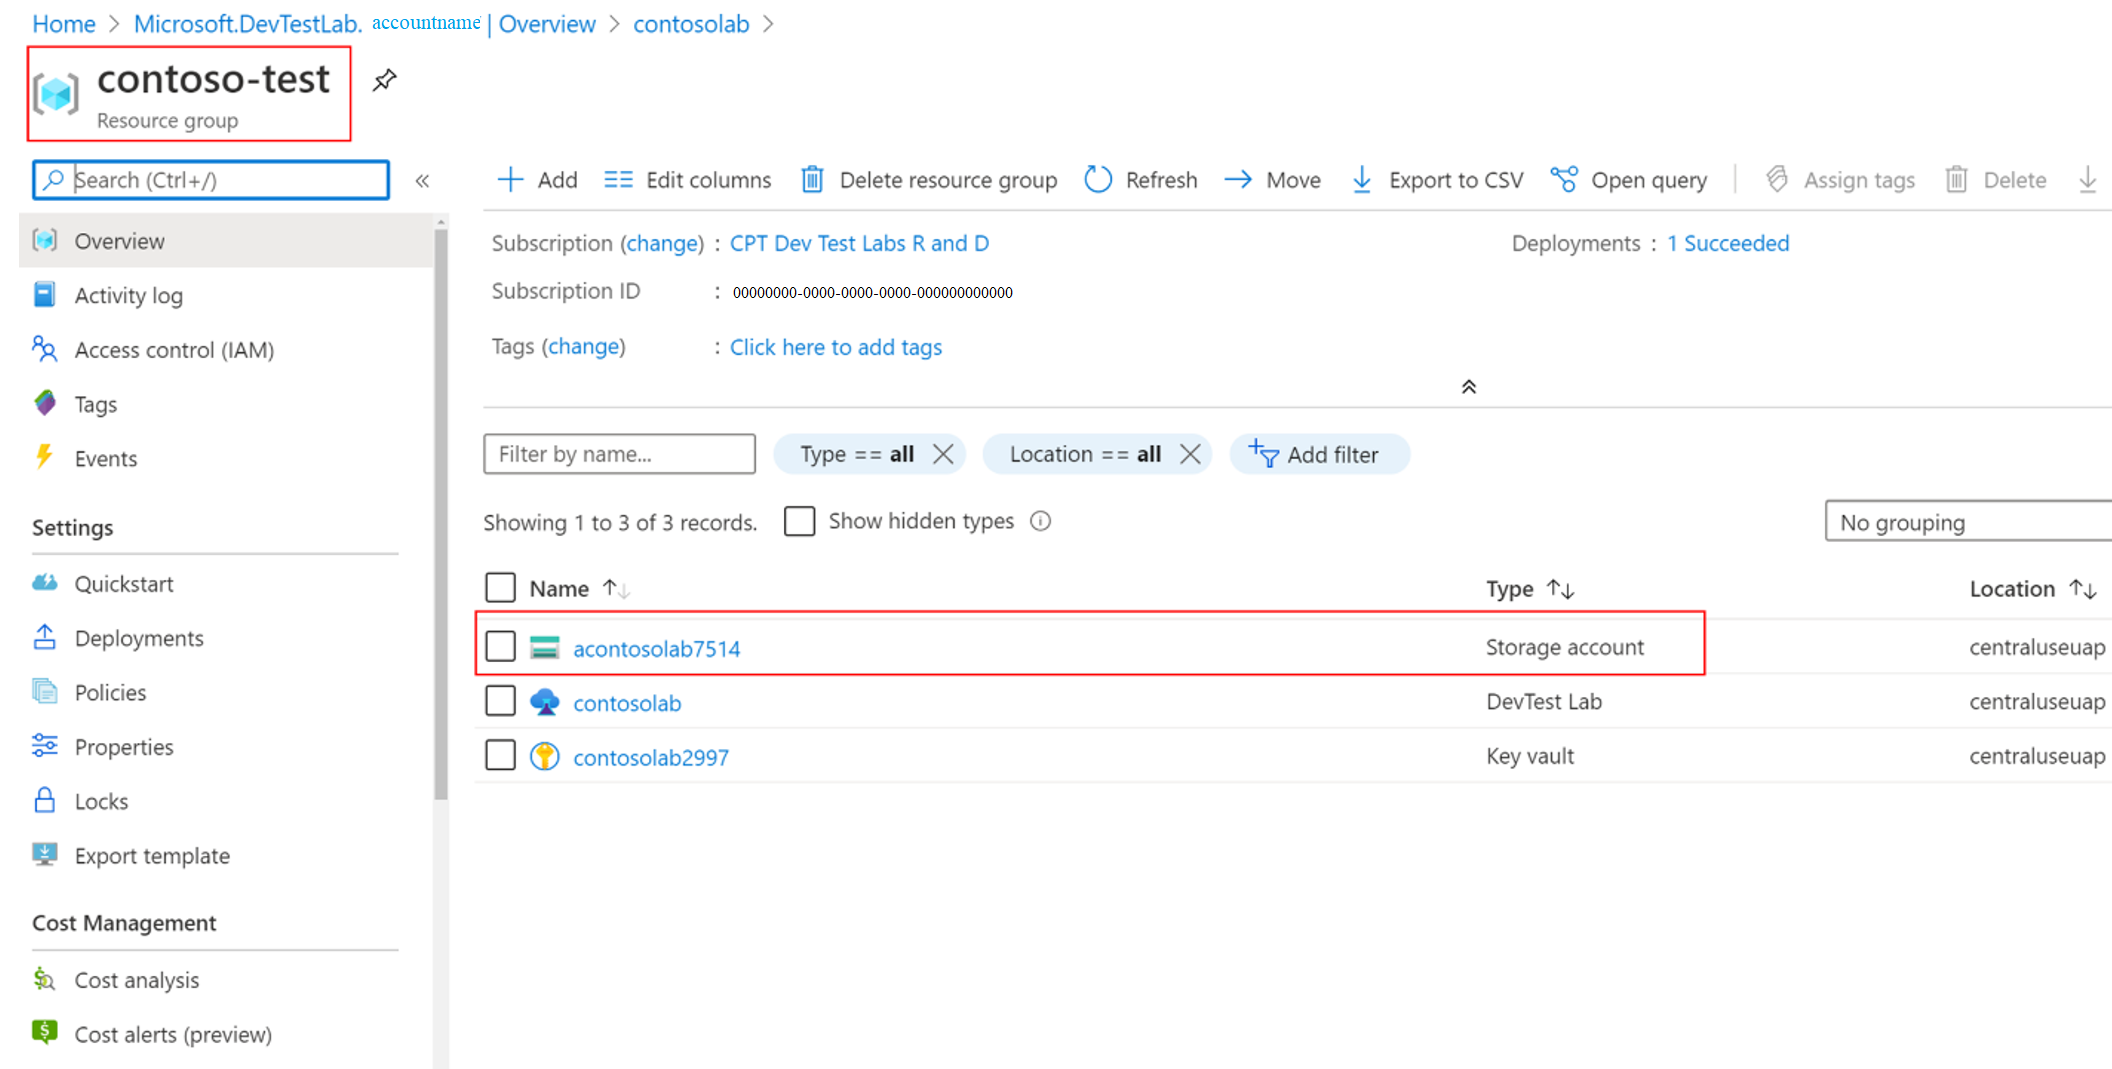 Home > Microsoft.DevTestLab. accountname | Overview > contosolab >
contoso-test
Resource group
Search (Ctrl+/)
«
Add
Edit columns
Delete resource group
Refresh
Move
Export to CSV
Open query
Assign tags
Delete
Overview
Activity log
Access control (IAM)
Tags
Events
Settings
Quickstart
Deployments
Policies
Properties
Locks
Export template
Cost Management
Cost analysis
Cost alerts (preview)
Subscription (change) : CPT Dev Test Labs R and D
Deployments : 1 Succeeded
Subscription ID : 00000000-0000-0000-0000-000000000000
Tags (change) : Click here to add tags
Filter by name...
Type == all
Location == all
Add filter
Showing 1 to 3 of 3 records.
Show hidden types
No grouping
Name Type Location
acontosolab7514 Storage account centraluseuap
contosolab DevTest Lab centraluseuap
contosolab2997 Key vault centraluseuap